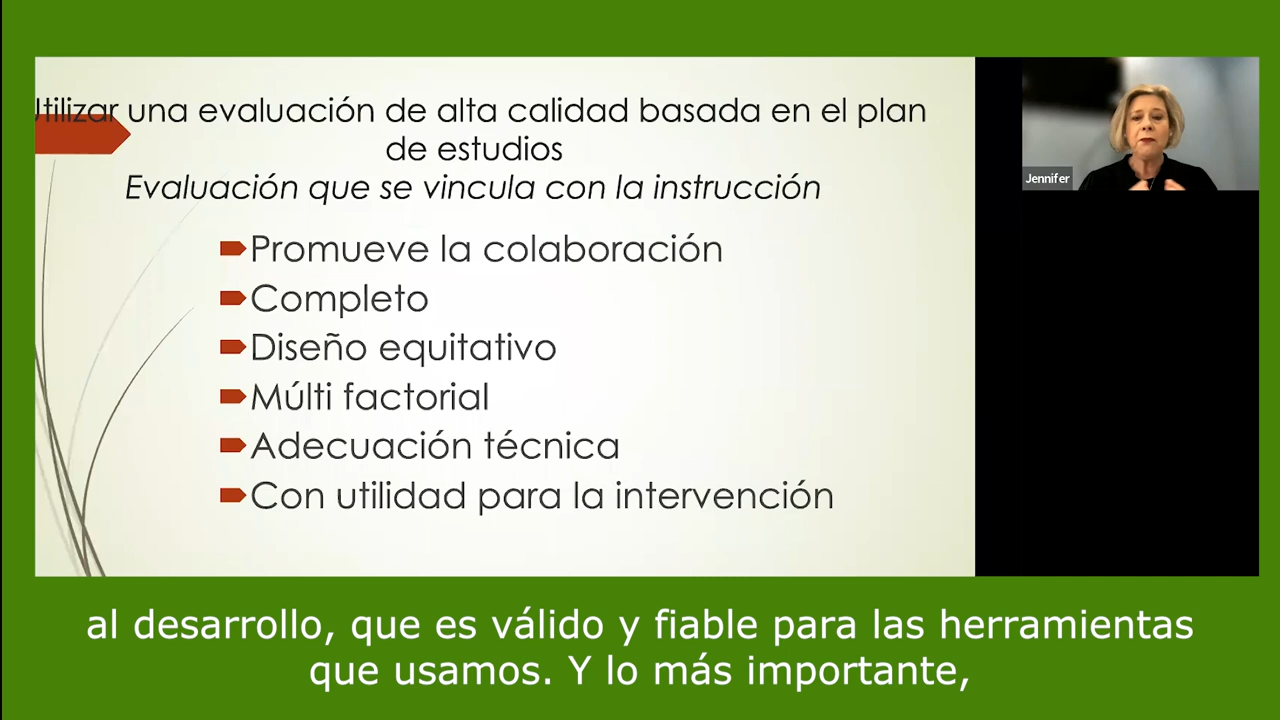 Utilizar una evaluación de alta calidad basada en el plan
de estudios
Evaluación que se vincula con la instrucción
Promueve la colaboración
Completo
Diseño equitativo
Múlti factorial
Adecuación técnica
Con utilidad para la intervención
Jennifer
al desarrollo, que es válido y fiable para las herramientas
que usamos. Y lo más importante,